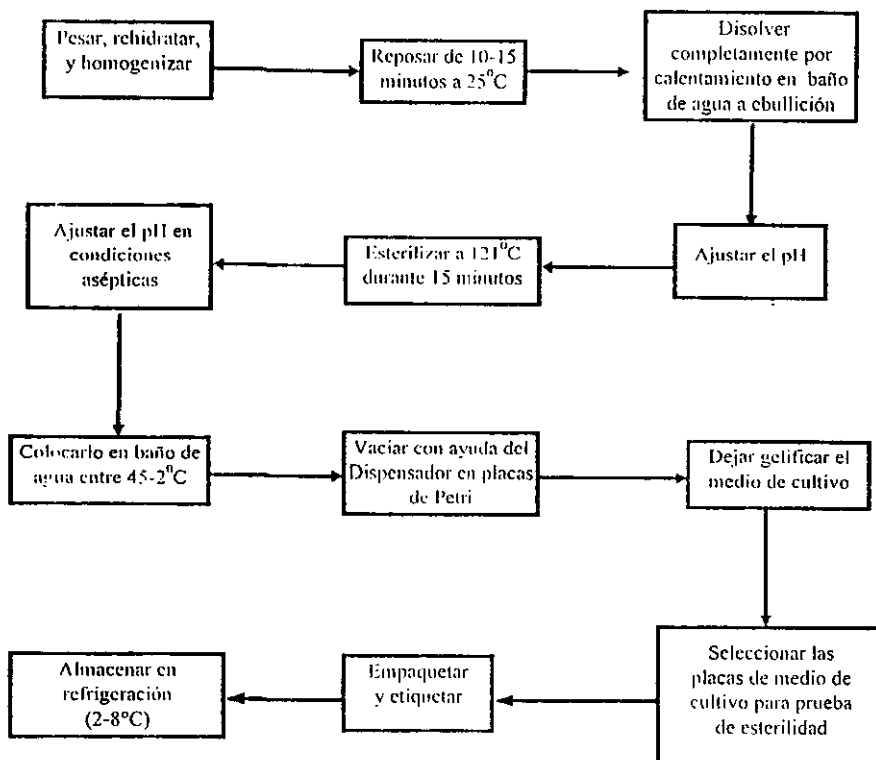 Pesar, rehidratar,
y homogenizar
Reposar de 10-15
minutos a 25°C
Disolver
completamente por
calentamiento en baño
de agua a ebullición
Ajustar el pH
Esterilizar a 121°C
durante 15 minutos
Ajustar el pH en
condiciones
asépticas
Colocarlo en baño de
agua entre 45-2°C
Vaciar con ayuda del
Dispensador en placas
de Petri
Dejar gelificar el
medio de cultivo
Seleccionar las
placas de medio de
cultivo para prueba
de esterilidad
Empaquetar
y etiquetar
Almacenar en
refrigeración
(2-8°C)